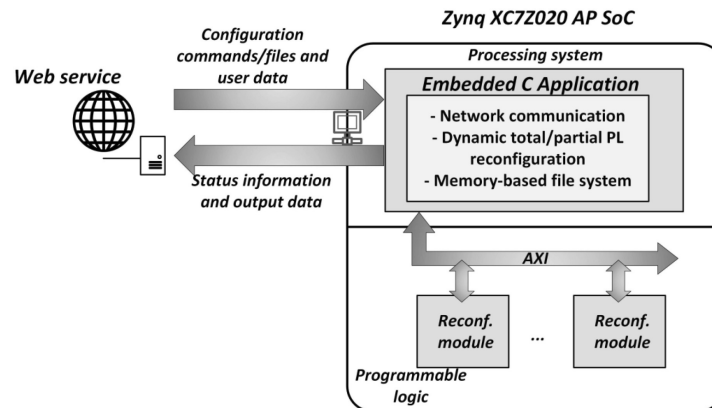 Zynq XC7Z020 AP SoC
Configuration
commands/files and
user data
Web service
Processing system
Embedded C Application
- Network communication
- Dynamic total/partial PL
reconfiguration
- Memory-based file system
Status information
and output data
AXI
Reconf.
module
...
Reconf.
module
Programmable
logic